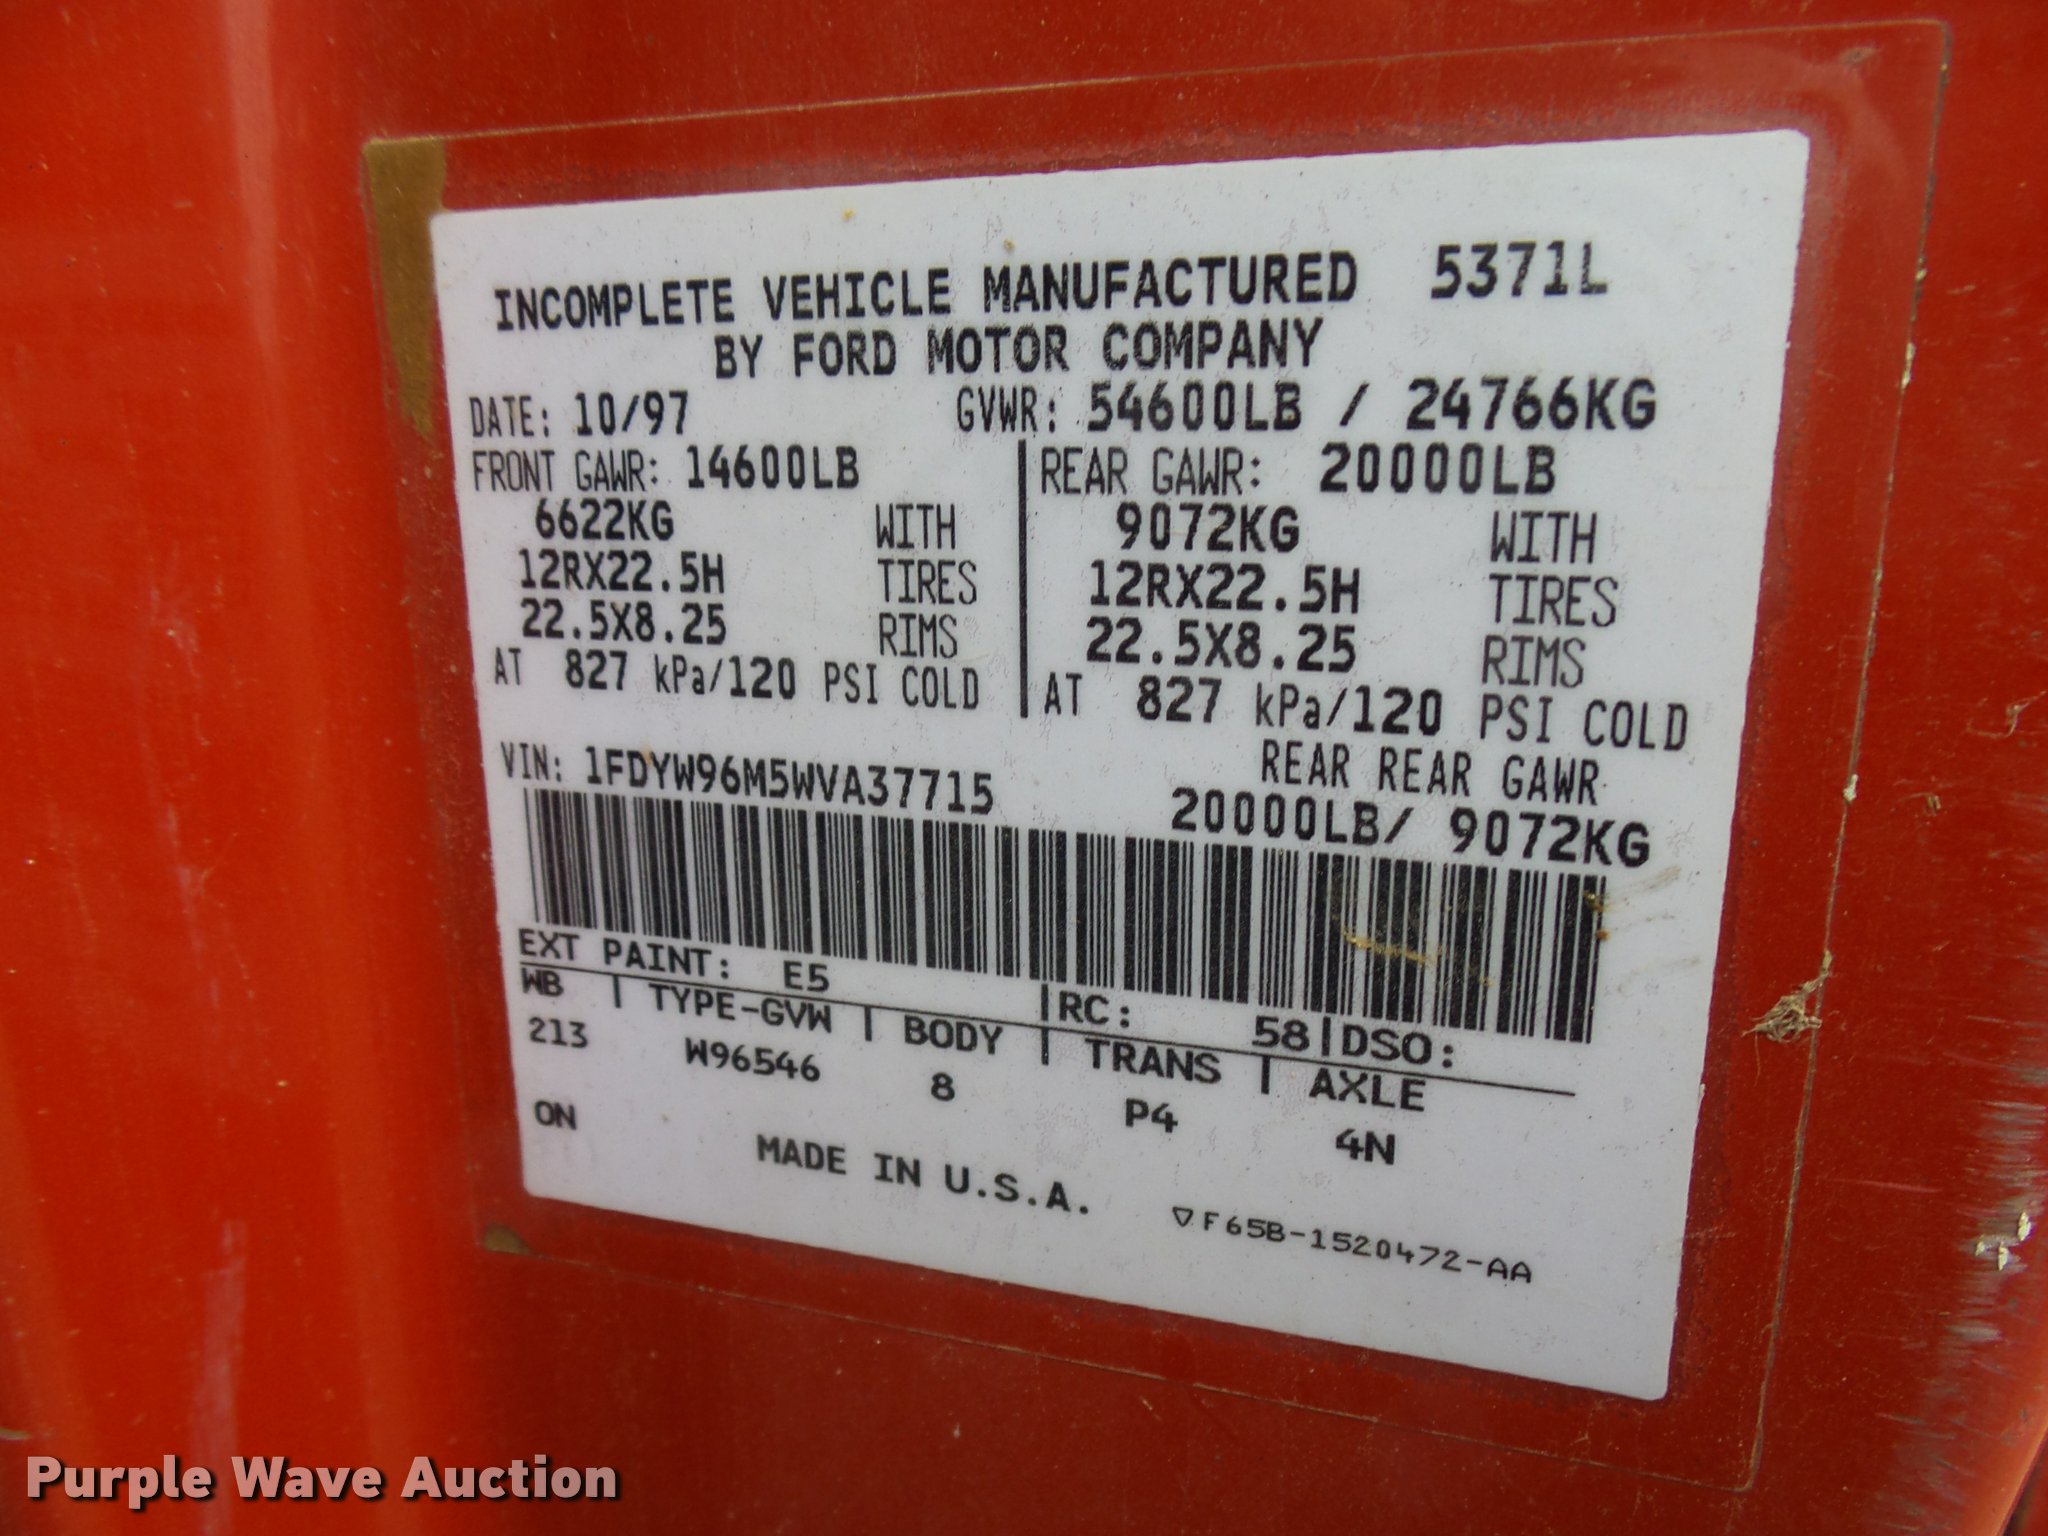 INCOMPLETE VEHICLE MANUFACTURED 5371L
BY FORD MOTOR COMPANY
DATE: 10/97 GVWR: 54600LB / 24766KG
FRONT GAWR: 14600LB REAR GAWR: 20000LB
6622KG WITH 9072KG WITH
12RX22.5H TIRES 12RX22.5H TIRES
22.5X8.25 RIMS 22.5X8.25 RIMS
AT 827 kPa/120 PSI COLD AT 827 kPa/120 PSI COLD
VIN: 1FDYW96M5WVA37715 REAR REAR GAWR
20000LB/ 9072KG
EXT PAINT: E5 RC: 58 DSO:
WB TYPE-GVW BODY TRANS AXLE
213 W96546 8 P4 4N
ON
MADE IN U.S.A.
▽F65B-1520472-AA
Purple Wave Auction